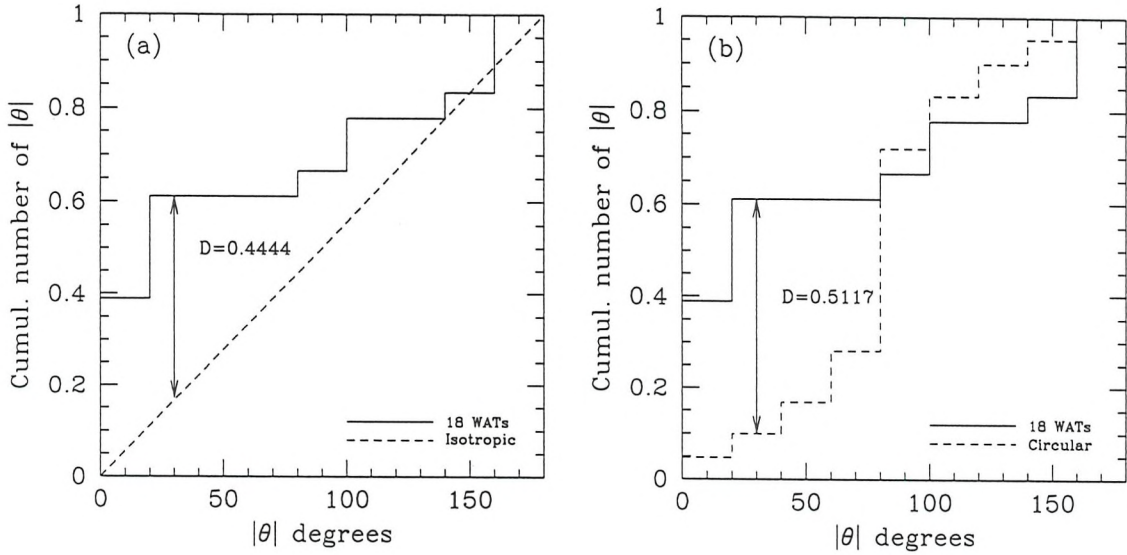 (a)
Cumul. number of |θ|
1
0.8
0.6
0.4
0.2
0
D=0.4444
18 WATs
Isotropic
0 50 100 150
|θ| degrees
(b)
Cumul. number of |θ|
1
0.8
0.6
0.4
0.2
0
D=0.5117
18 WATs
Circular
0 50 100 150
|θ| degrees